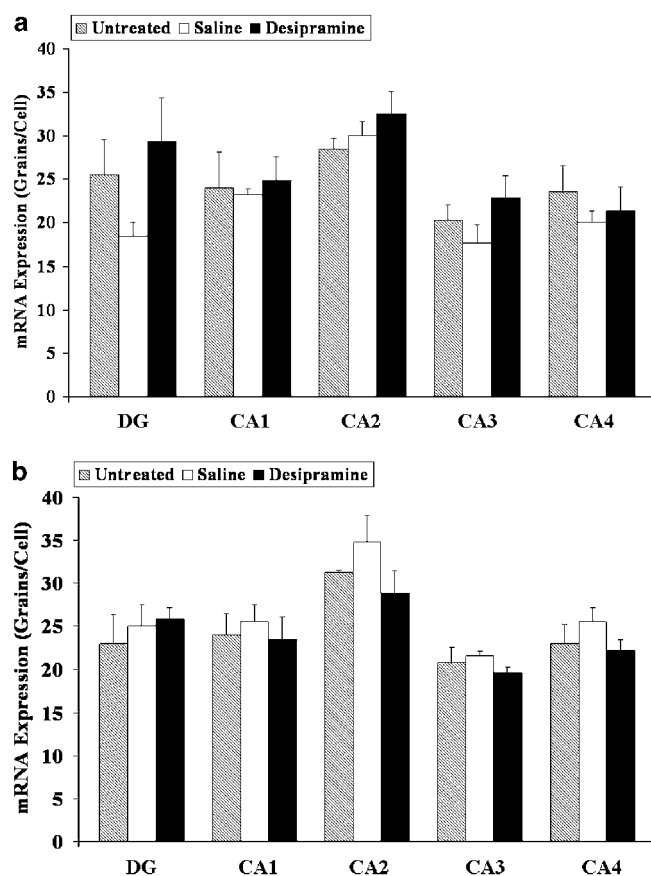 a
Untreated Saline Desipramine
mRNA Expression (Grains/Cell)
40
35
30
25
20
15
10
5
0
DG CA1 CA2 CA3 CA4
b
Untreated Saline Desipramine
mRNA Expression (Grains/Cell)
40
35
30
25
20
15
10
5
0
DG CA1 CA2 CA3 CA4